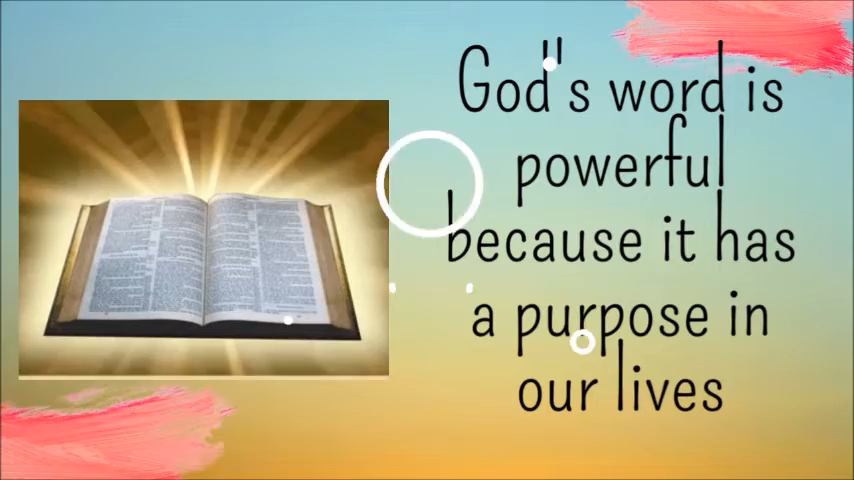 God"s word is
powerful
because it has
a purpose in
our lives